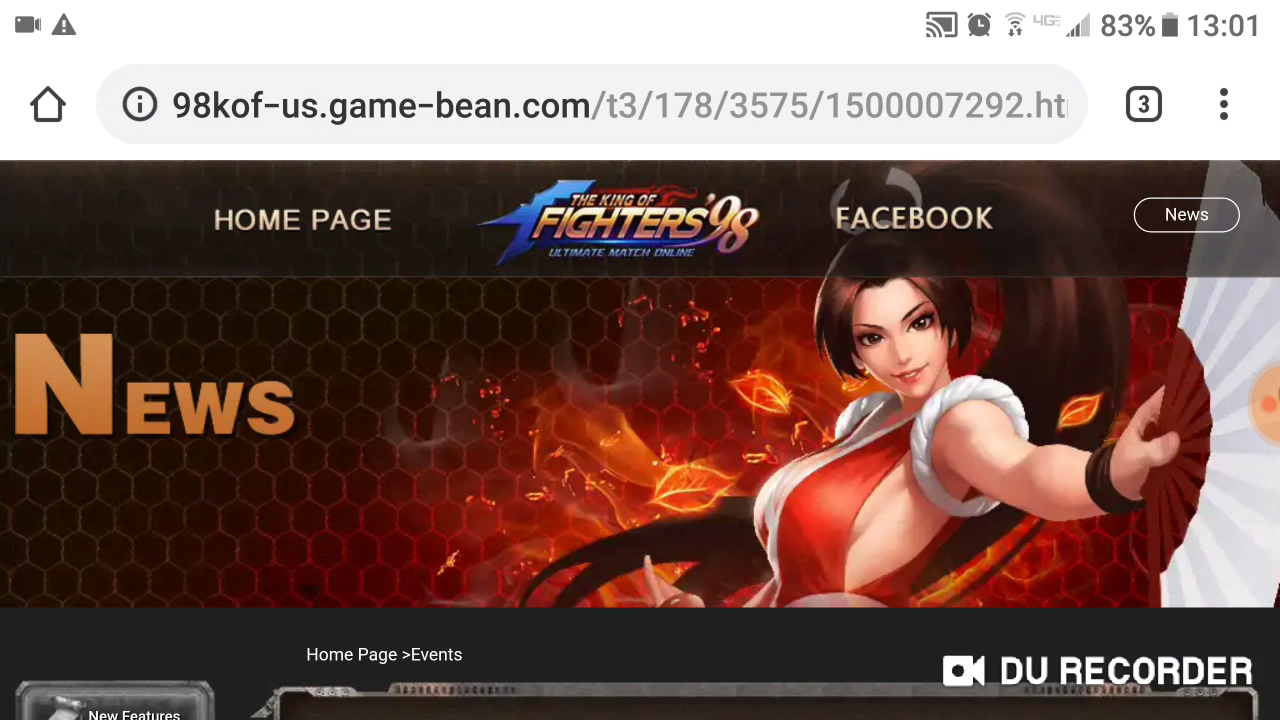 4G 83% 13:01
98kof-us.game-bean.com/t3/178/3575/1500007292.ht
3
HOME PAGE
THE KING OF
FIGHTERS'98
ULTIMATE MATCH ONLINE
FACEBOOK
News
NEWS
Home Page >Events
DU RECORDER
New Features